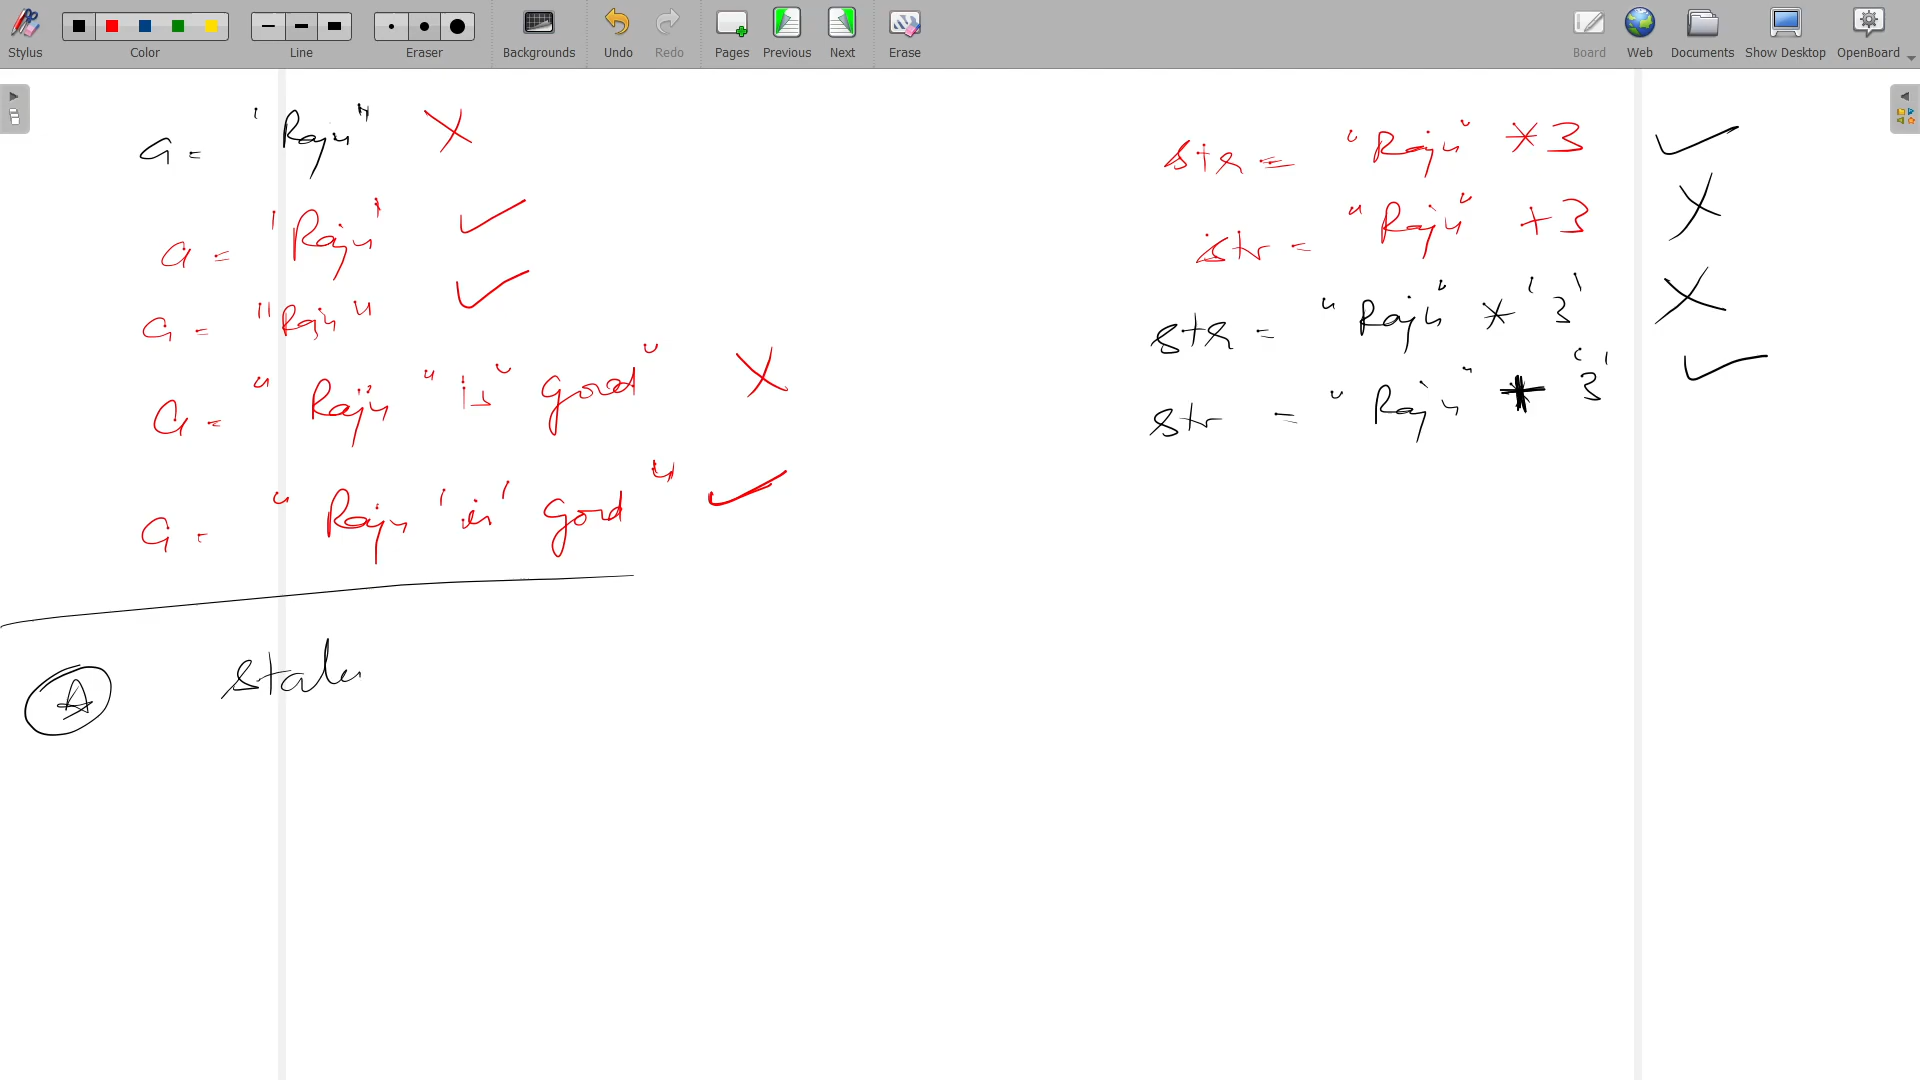 Stylus Color Line Eraser Backgrounds Undo Redo Pages Previous Next Erase Board Web Documents Show Desktop OpenBoard
a = 'Raju" X
a = 'Raju' ✓
a = "Raju" ✓
a = "Raju "is" good" X
a = "Raju 'is' good" ✓
A
str = "Raju" * 3 ✓
str = "Raju" + 3 X
str = "Raju" * '3' X
str = "Raju" + '3' ✓